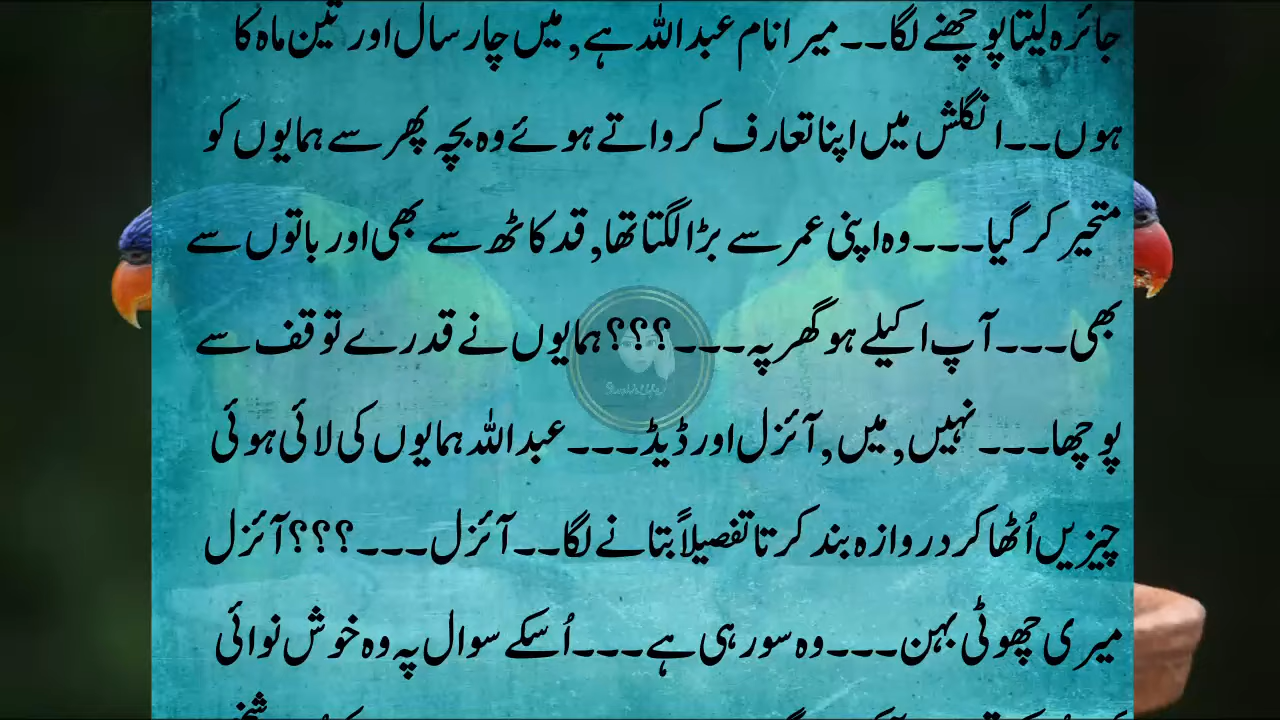 جائزہ لیتا پوچھنے لگا۔۔ میرا نام عبداللہ ہے, میں چار سال اور تین ماہ کا
ہوں۔۔ انگلش میں اپنا تعارف کرواتے ہوئے وہ بچہ پھر سے ہمایوں کو
متحیر کر گیا۔۔۔ وہ اپنی عمر سے بڑا لگتا تھا, قد کاٹھ سے بھی اور باتوں سے
بھی۔۔۔ آپ اکیلے ہو گھر پہ۔۔۔؟؟؟ ہمایوں نے قدرے توقف سے
پوچھا۔۔۔ نہیں, میں, آئزل اور ڈیڈ۔۔۔ عبداللہ ہمایوں کی لائی ہوئی
چیزیں اُٹھا کر دروازہ بند کرتا تفصیلاً بتانے لگا۔۔ آئزل۔۔۔؟؟؟ آئزل
میری چھوٹی بہن۔۔۔ وہ سو رہی ہے۔۔۔ اُسکے سوال پہ وہ خوش نوائی